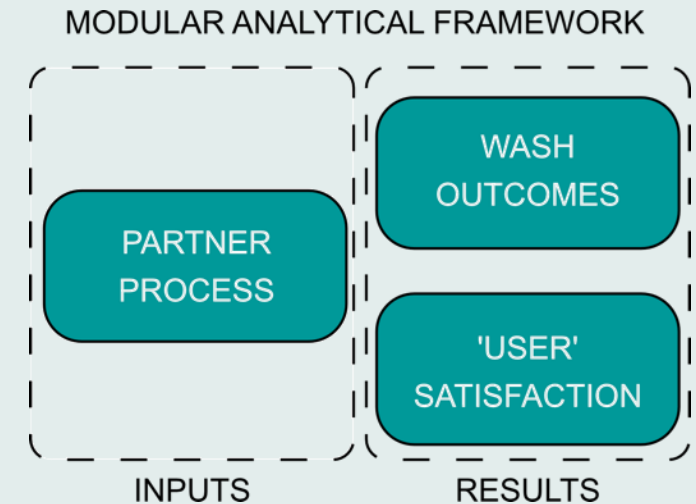 MODULAR ANALYTICAL FRAMEWORK
PARTNER
PROCESS
INPUTS
WASH
OUTCOMES
'USER'
SATISFACTION
RESULTS